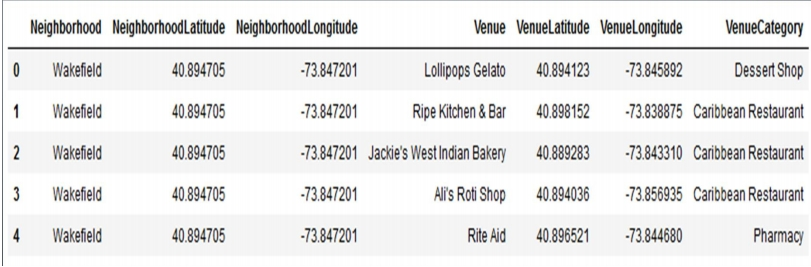 Neighborhood NeighborhoodLatitude NeighborhoodLongitude Venue VenueLatitude VenueLongitude VenueCategory
0 Wakefield 40.894705 -73.847201 Lollipops Gelato 40.894123 -73.845892 Dessert Shop
1 Wakefield 40.894705 -73.847201 Ripe Kitchen & Bar 40.898152 -73.838875 Caribbean Restaurant
2 Wakefield 40.894705 -73.847201 Jackie's West Indian Bakery 40.889283 -73.843310 Caribbean Restaurant
3 Wakefield 40.894705 -73.847201 Ali's Roti Shop 40.894036 -73.856935 Caribbean Restaurant
4 Wakefield 40.894705 -73.847201 Rite Aid 40.896521 -73.844680 Pharmacy